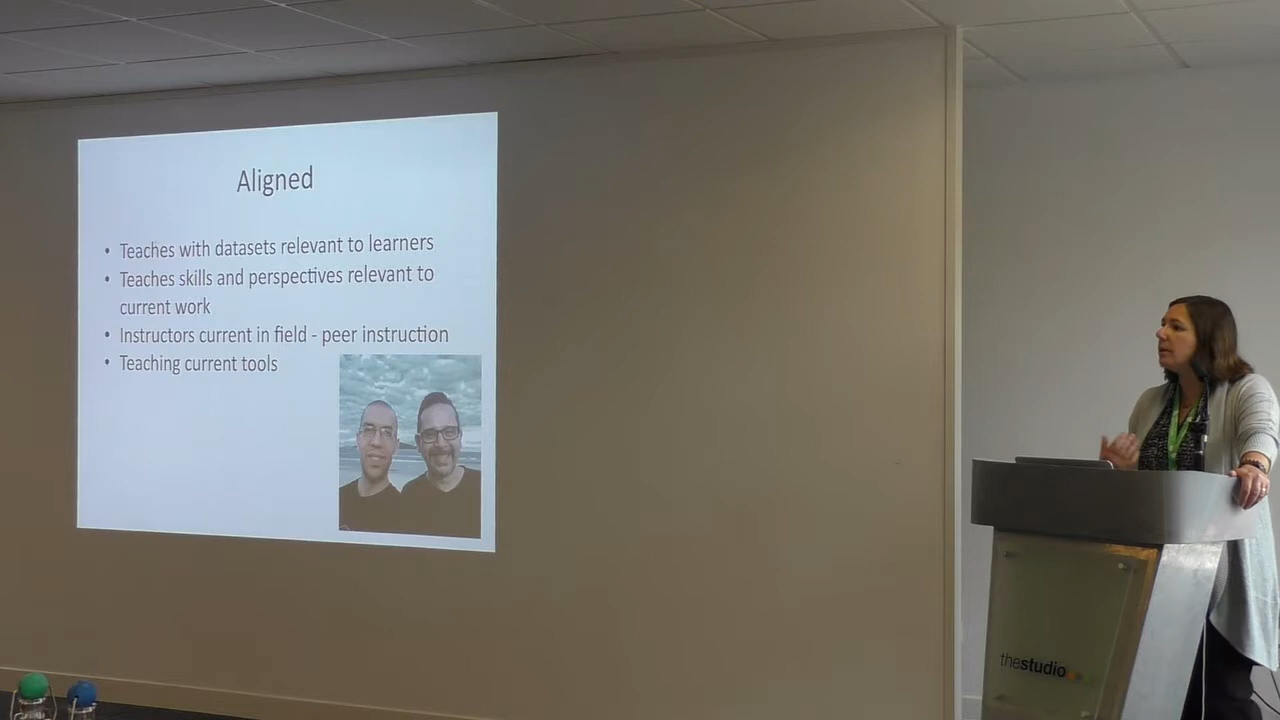 Aligned
• Teaches with datasets relevant to learners
• Teaches skills and perspectives relevant to
current work
• Instructors current in field - peer instruction
• Teaching current tools
thestudio